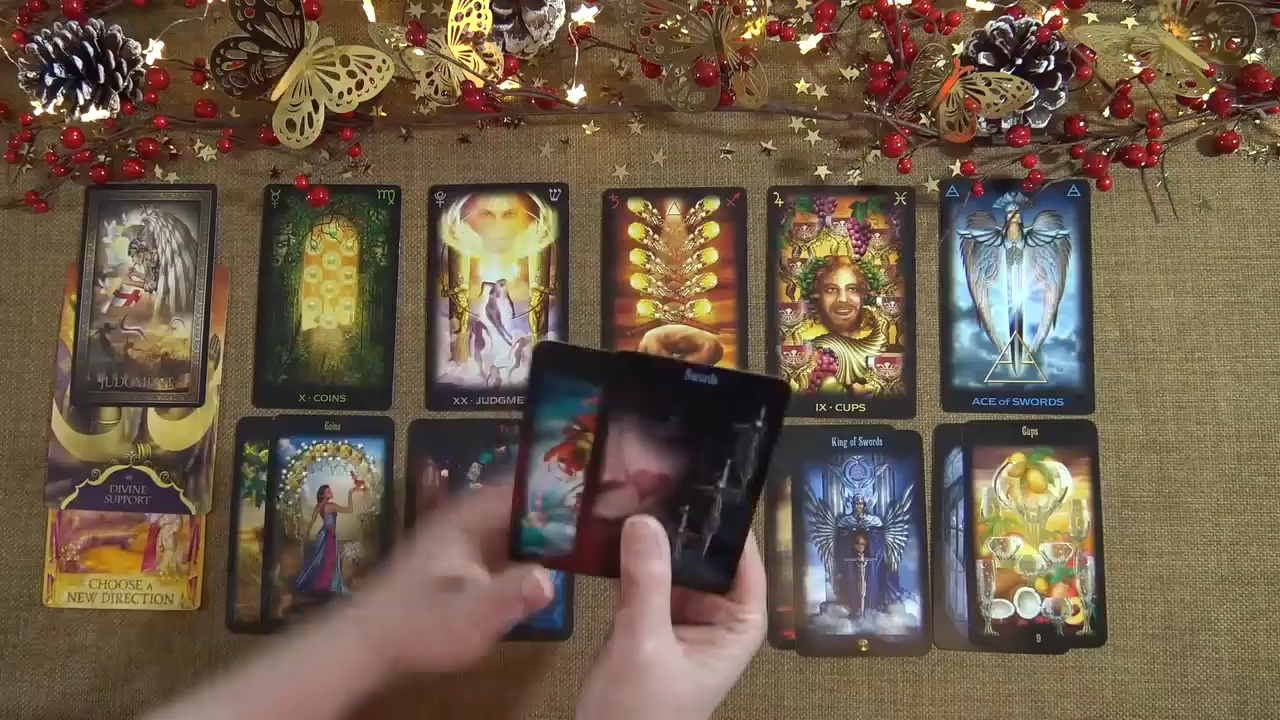 JUDGMENT
X • COINS
XX • JUDGME
IX • CUPS
ACE of SWORDS
Coins
Swords
King of Swords
Cups
DIVINE
SUPPORT
CHOOSE A
NEW DIRECTION
9